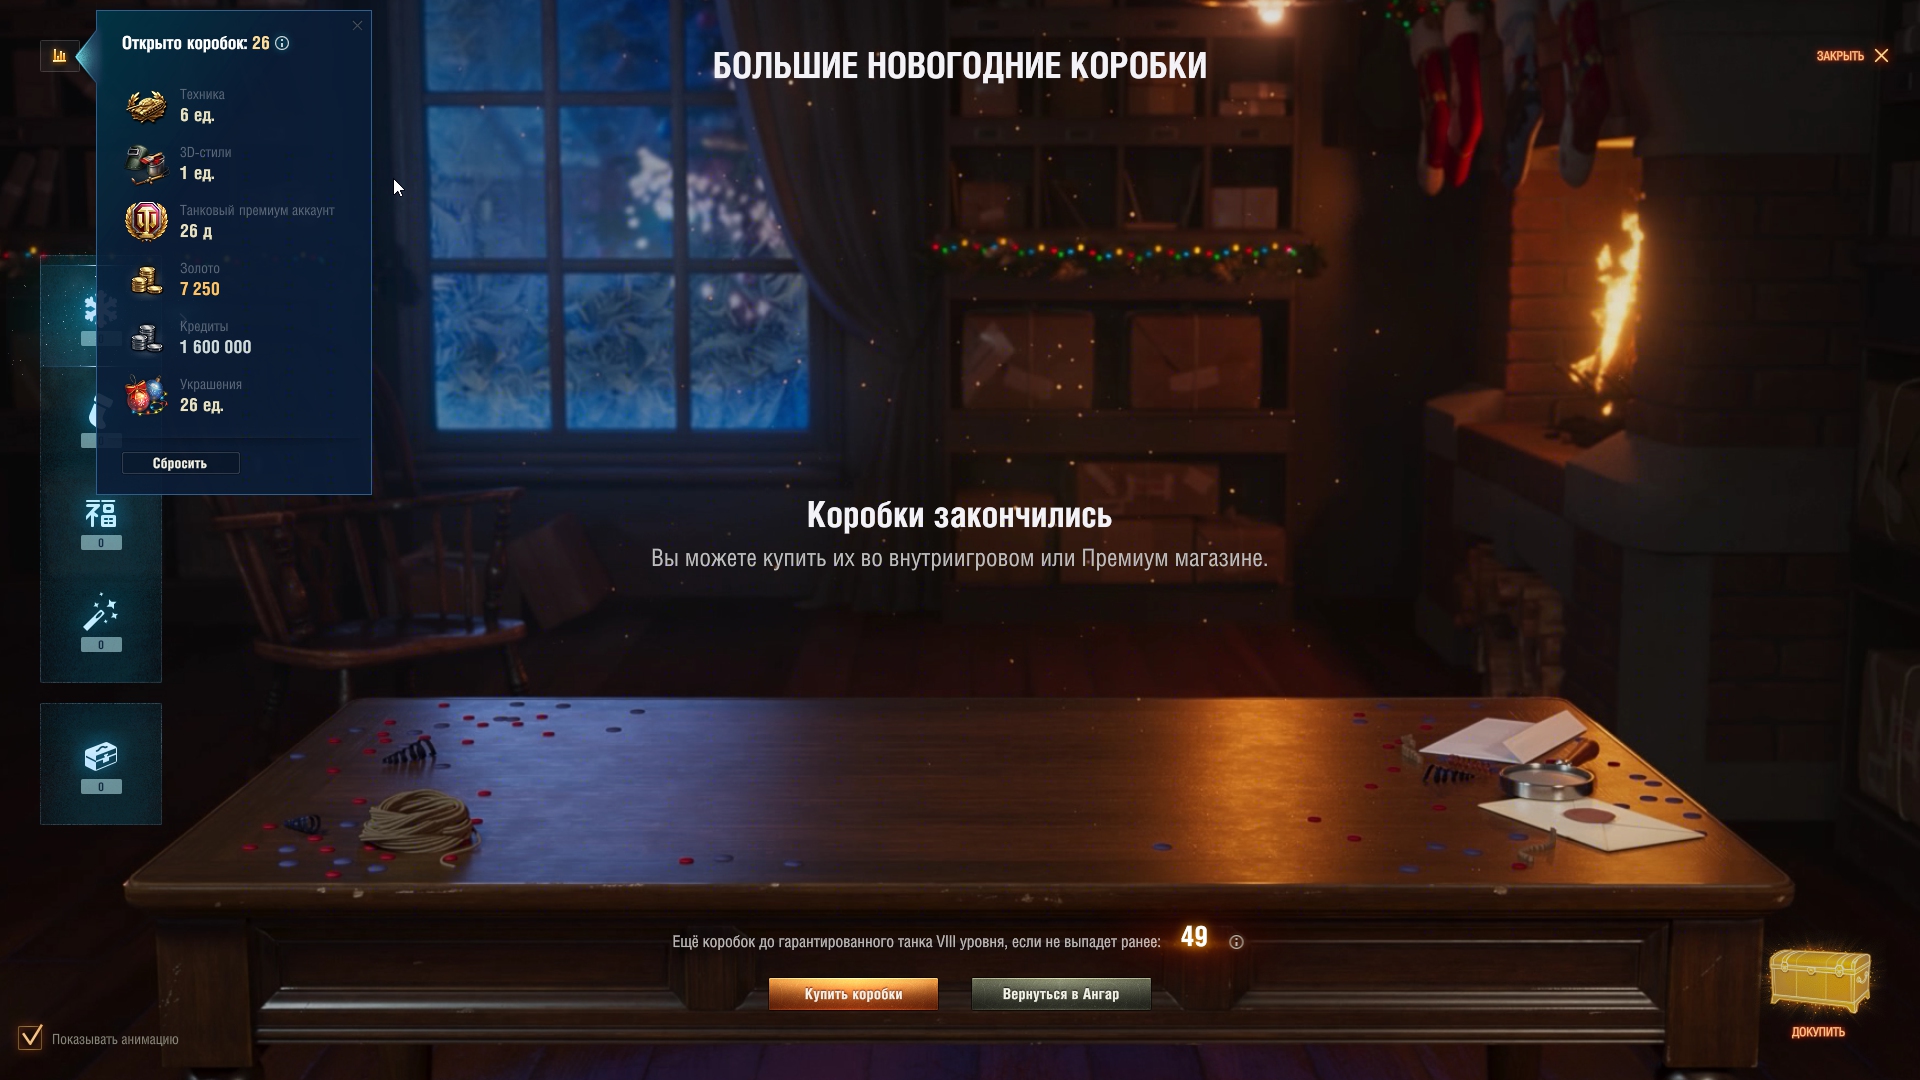 Открыто коробок: 26
Техника
6 ед.
3D-стили
1 ед.
Танковый премиум аккаунт
26 д
Золото
7 250
Кредиты
1 600 000
Украшения
26 ед.
Сбросить
БОЛЬШИЕ НОВОГОДНИЕ КОРОБКИ
ЗАКРЫТЬ
福
0
0
0
Коробки закончились
Вы можете купить их во внутриигровом или Премиум магазине.
Ещё коробок до гарантированного танка VIII уровня, если не выпадет ранее: 49
Купить коробки
Вернуться в Ангар
Показывать анимацию
ДОКУПИТЬ